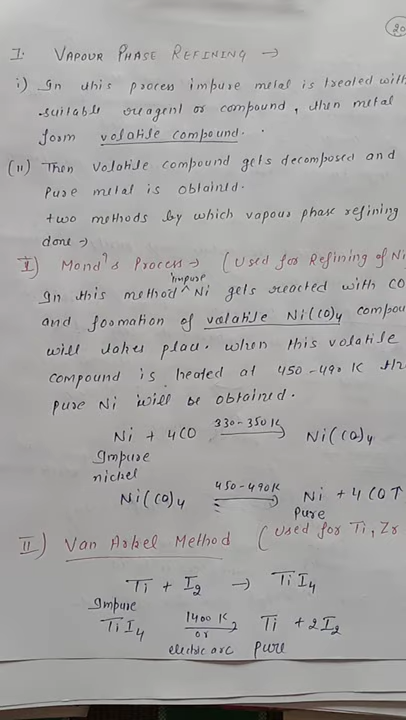 20
I. VAPOUR PHASE REFINING →
i) In this process impure metal is treated with
suitable reagent or compound, then metal
form volatile compound.
(ii) Then volatile compound gets decomposed and
Pure metal is obtained.
two methods by which vapour phase refining
done →
I) Mond's Process → (Used for Refining of Ni
In this method ^impure Ni gets reacted with CO
and formation of volatile Ni(CO)4 compou
will takes place. when this volatile
compound is heated at 450-490 K
pure Ni will be obtained.
Ni + 4CO 330-350K → Ni(CO)4
Impure
nickel
Ni(CO)4 450-490K → Ni + 4CO↑
Pure
II) Van Arkel Method (used for Ti, Zr
Ti + I2 → TiI4
Impure
TiI4 1400 K or electric arc → Ti + 2I2
pure